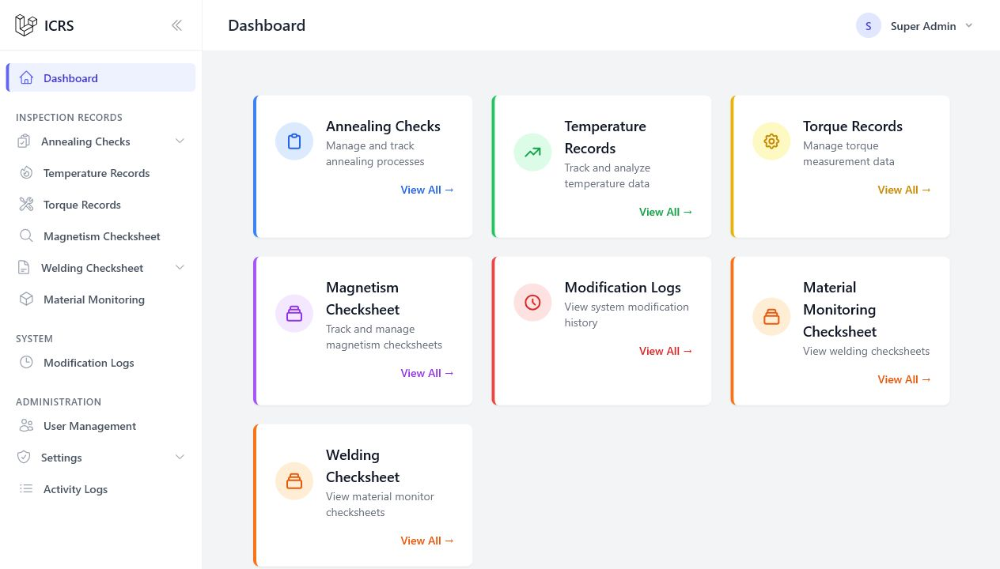 ICRS
Dashboard
S
Super Admin
Dashboard
INSPECTION RECORDS
Annealing Checks
Temperature Records
Torque Records
Magnetism Checksheet
Welding Checksheet
Material Monitoring
SYSTEM
Modification Logs
ADMINISTRATION
User Management
Settings
Activity Logs
Annealing Checks
Manage and track
annealing processes
View All →
Temperature
Records
Track and analyze
temperature data
View All →
Torque Records
Manage torque
measurement data
View All →
Magnetism
Checksheet
Track and manage
magnetism checksheets
View All →
Modification Logs
View system modification
history
View All →
Material
Monitoring
Checksheet
View welding checksheets
View All →
Welding
Checksheet
View material monitor
checksheets
View All →